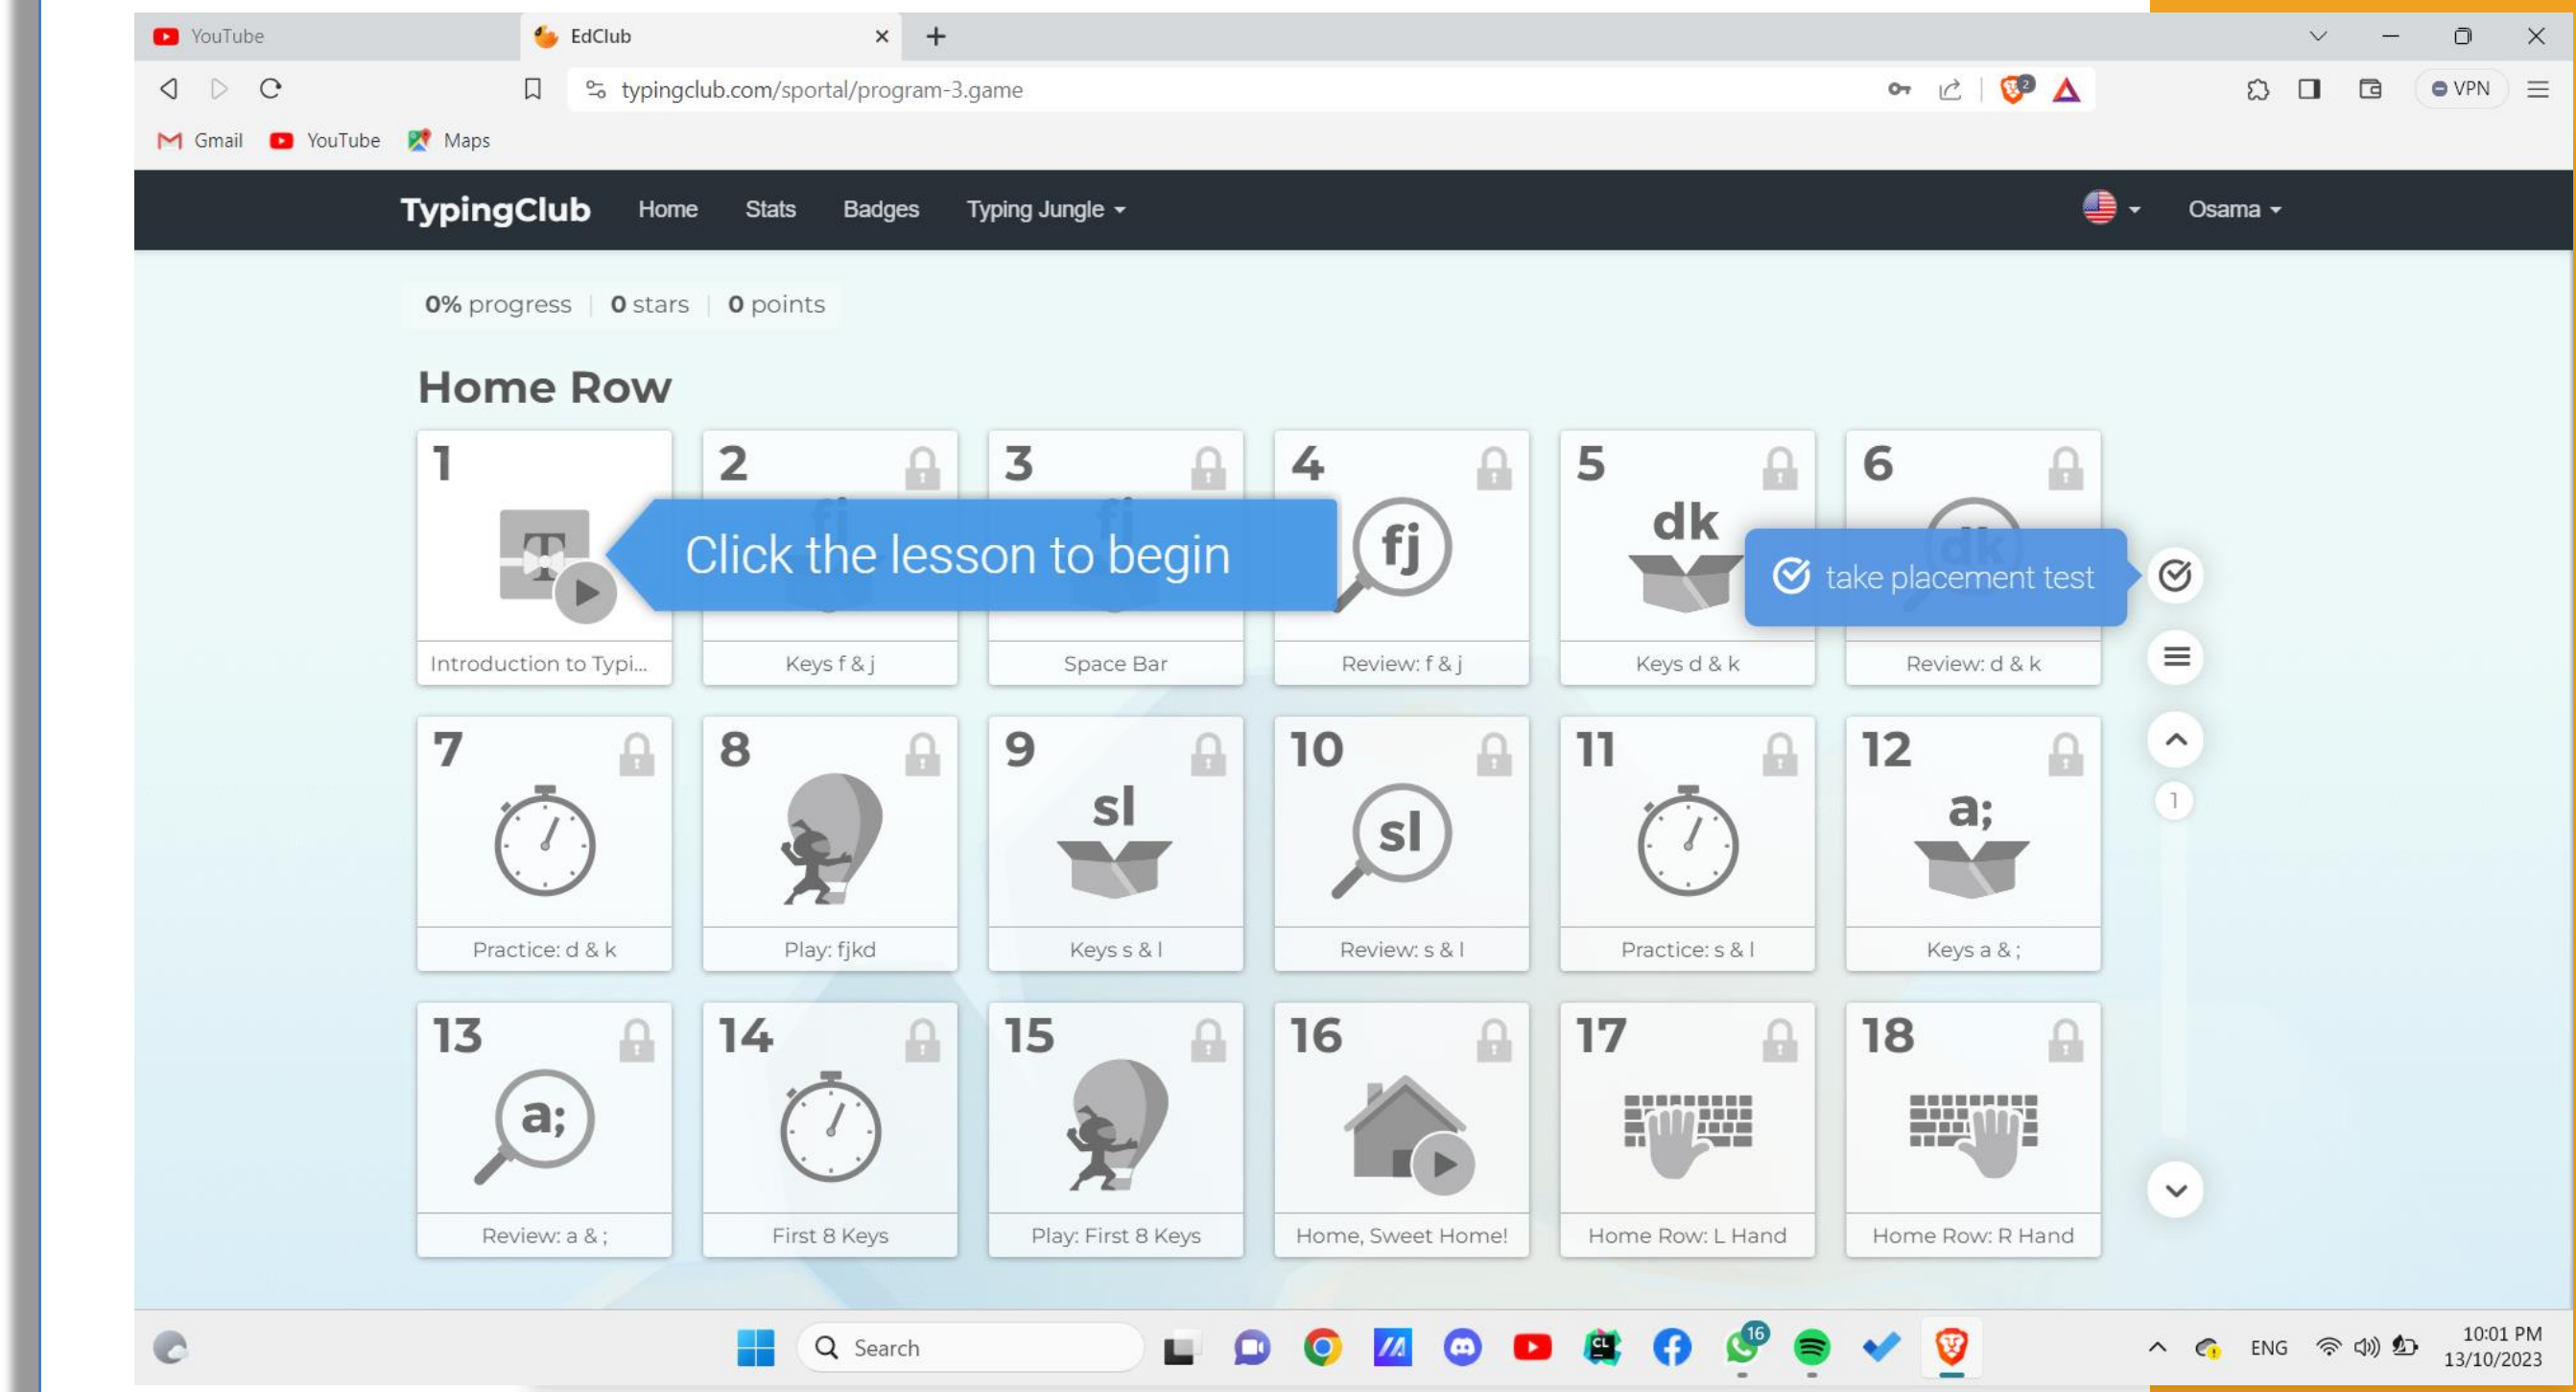 YouTube
EdClub
typingclub.com/sportal/program-3.game
2
VPN
Gmail YouTube Maps
TypingClub Home Stats Badges Typing Jungle
Osama
0% progress | 0 stars | 0 points
Home Row
1 2 3 4 5 6
T fj dk
Click the lesson to begin
take placement test
Introduction to Typi... Keys f & j Space Bar Review: f & j Keys d & k Review: d & k
7 8 9 10 11 12
1
sl sl a;
Practice: d & k Play: fjkd Keys s & l Review: s & l Practice: s & l Keys a & ;
13 14 15 16 17 18
a;
Review: a & ; First 8 Keys Play: First 8 Keys Home, Sweet Home! Home Row: L Hand Home Row: R Hand
Search
CL
16
ENG
10:01 PM
13/10/2023